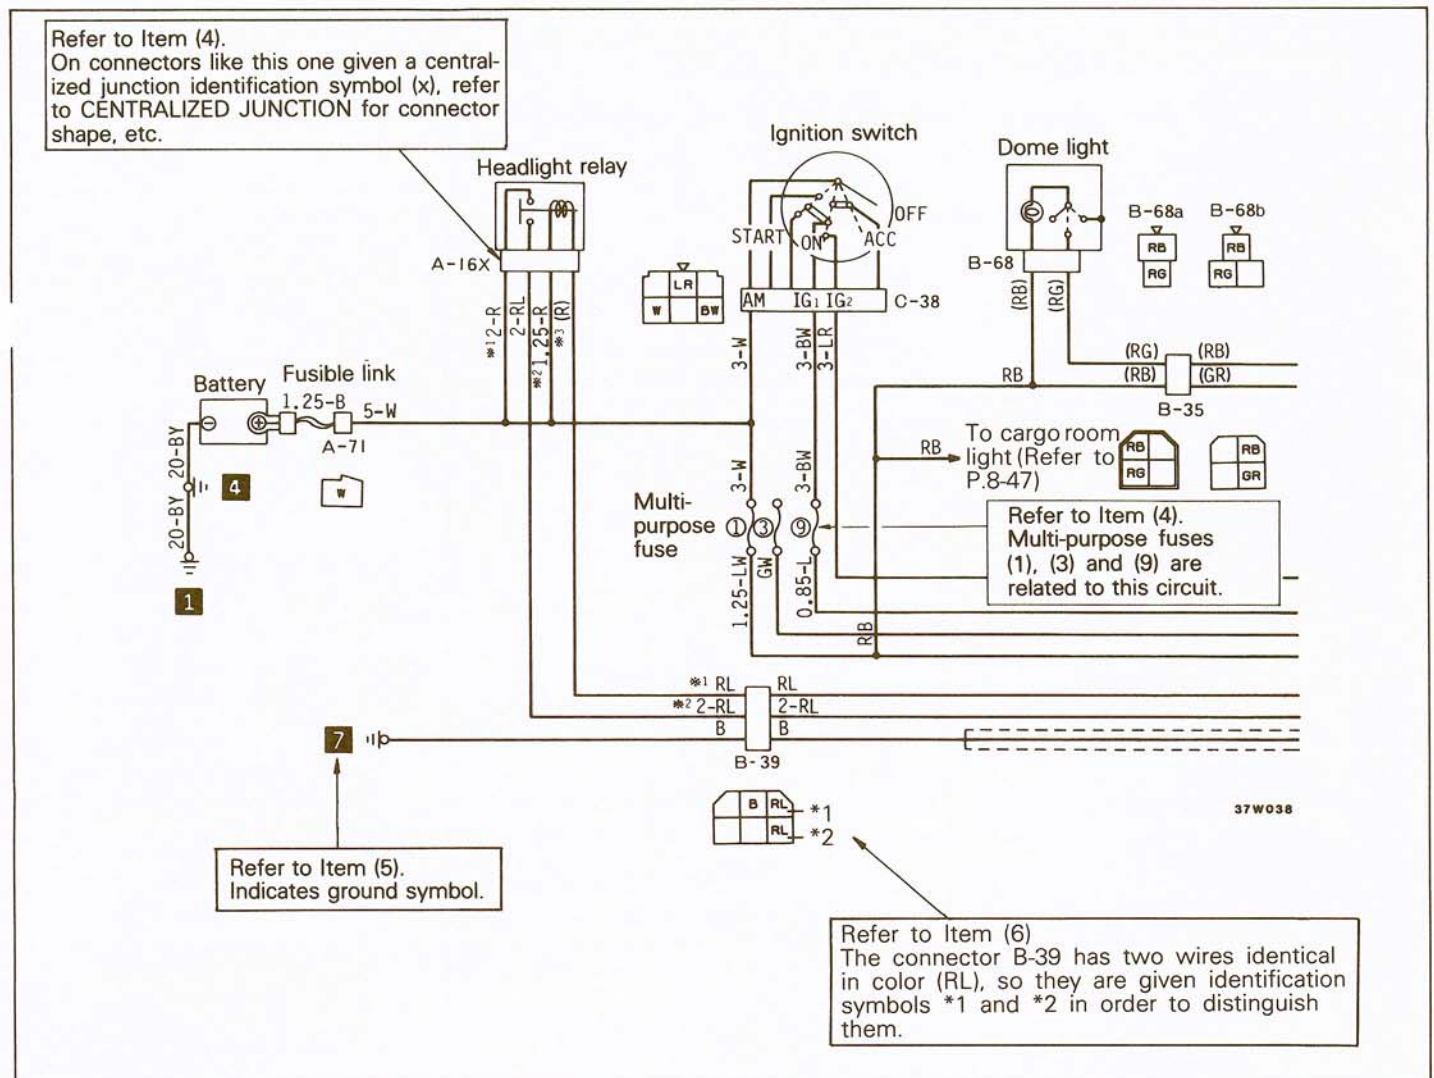 Refer to Item (4).
On connectors like this one given a central-
ized junction identification symbol (x), refer
to CENTRALIZED JUNCTION for connector
shape, etc.
Headlight relay
Ignition switch
Dome light
OFF
START
ON
ACC
B-68a
B-68b
RB
RG
RB
RG
A-16X
B-68
LR
W
BW
AM IG1 IG2
C-38
※1 2-R
2-RL
※2 1.25-R
※3 (R)
3-W
3-BW
3-LR
(RB)
(RG)
(RG) (RB)
(RB) (GR)
RB
B-35
Battery
Fusible link
1.25-B
5-W
A-71
W
20-BY
20-BY
4
1
RB
To cargo room
light (Refer to
P.8-47)
RB
RG
RB
GR
3-W
3-BW
Multi-
purpose
fuse
1
3
9
1.25-LW
GW
0.85-L
RB
Refer to Item (4).
Multi-purpose fuses
(1), (3) and (9) are
related to this circuit.
※1 RL RL
※2 2-RL 2-RL
B B
B-39
7
B RL *1
RL *2
37W038
Refer to Item (5).
Indicates ground symbol.
Refer to Item (6)
The connector B-39 has two wires identical
in color (RL), so they are given identification
symbols *1 and *2 in order to distinguish
them.